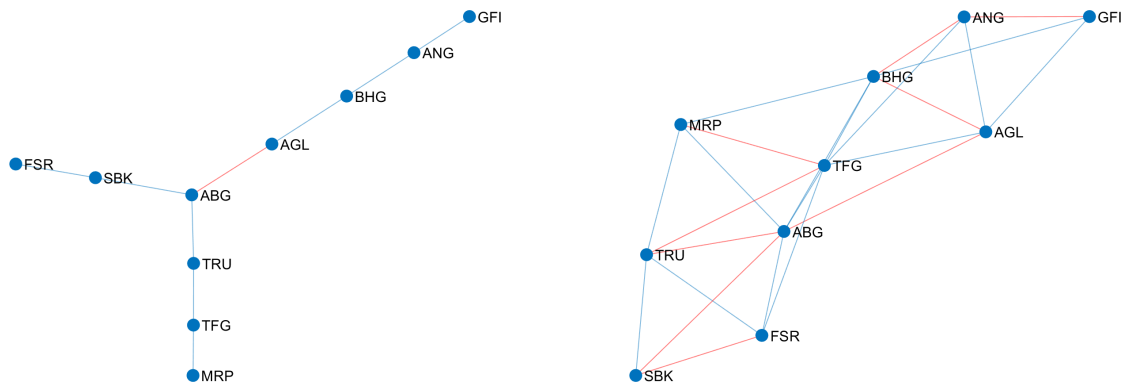 GFI
ANG
BHG
AGL
FSR
SBK
ABG
TRU
TFG
MRP
ANG
GFI
BHG
MRP
AGL
TFG
ABG
TRU
FSR
SBK